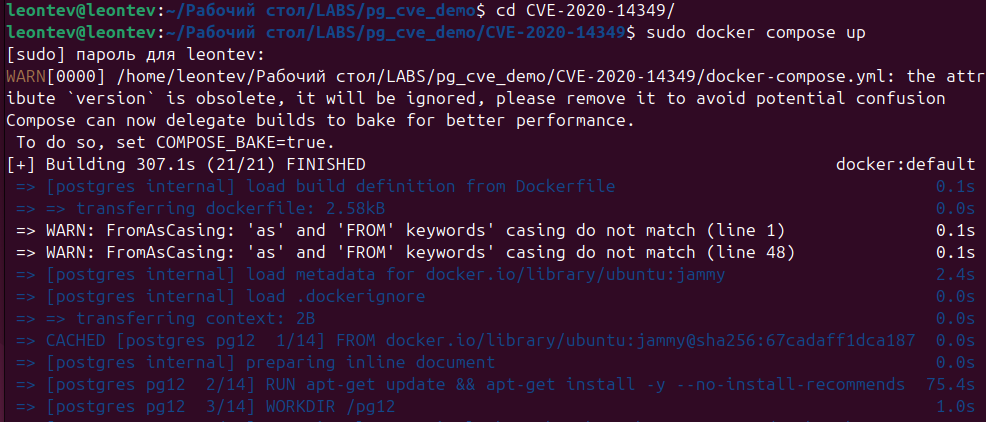 leontev@leontev:~/Рабочий стол/LABS/pg_cve_demo$ cd CVE-2020-14349/
leontev@leontev:~/Рабочий стол/LABS/pg_cve_demo/CVE-2020-14349$ sudo docker compose up
[sudo] пароль для leontev:
WARN[0000] /home/leontev/Рабочий стол/LABS/pg_cve_demo/CVE-2020-14349/docker-compose.yml: the attr
ibute `version` is obsolete, it will be ignored, please remove it to avoid potential confusion
Compose can now delegate builds to bake for better performance.
 To do so, set COMPOSE_BAKE=true.
[+] Building 307.1s (21/21) FINISHED docker:default
 => [postgres internal] load build definition from Dockerfile 0.1s
 => => transferring dockerfile: 2.58kB 0.0s
 => WARN: FromAsCasing: 'as' and 'FROM' keywords' casing do not match (line 1) 0.1s
 => WARN: FromAsCasing: 'as' and 'FROM' keywords' casing do not match (line 48) 0.1s
 => [postgres internal] load metadata for docker.io/library/ubuntu:jammy 2.4s
 => [postgres internal] load .dockerignore 0.0s
 => => transferring context: 2B 0.0s
 => CACHED [postgres pg12  1/14] FROM docker.io/library/ubuntu:jammy@sha256:67cadaff1dca187 0.0s
 => [postgres internal] preparing inline document 0.0s
 => [postgres pg12  2/14] RUN apt-get update && apt-get install -y --no-install-recommends 75.4s
 => [postgres pg12  3/14] WORKDIR /pg12 1.0s